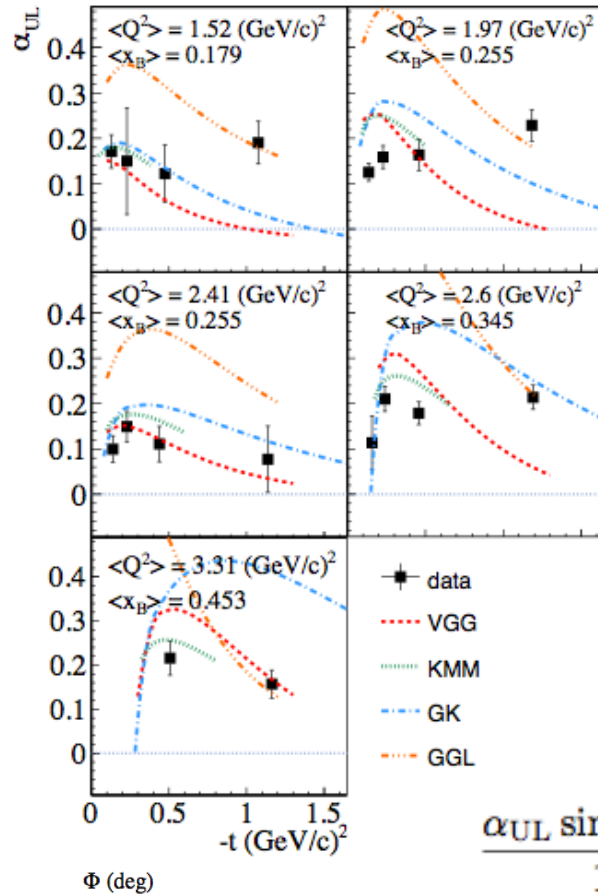 α_UL
<Q²> = 1.52 (GeV/c)²
<x_B> = 0.179
<Q²> = 1.97 (GeV/c)²
<x_B> = 0.255
0.4
0.3
0.2
0.1
0
<Q²> = 2.41 (GeV/c)²
<x_B> = 0.255
<Q²> = 2.6 (GeV/c)²
<x_B> = 0.345
0.4
0.3
0.2
0.1
0
<Q²> = 3.31 (GeV/c)²
<x_B> = 0.453
0.4
0.3
0.2
0.1
0
data
VGG
KMM
GK
GGL
0 0.5 1 1.5
-t (GeV/c)²
α_UL
Φ (deg)